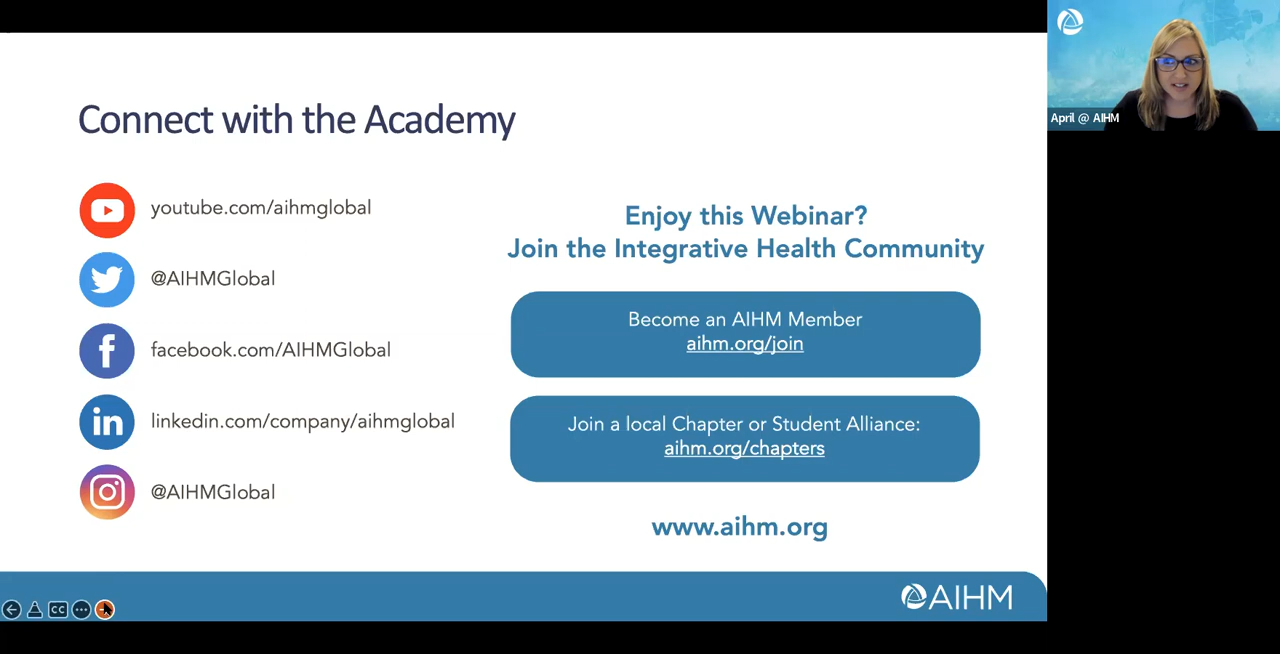 Connect with the Academy
youtube.com/aihmglobal
@AIHMGlobal
facebook.com/AIHMGlobal
linkedin.com/company/aihmglobal
@AIHMGlobal
Enjoy this Webinar?
Join the Integrative Health Community
Become an AIHM Member
aihm.org/join
Join a local Chapter or Student Alliance:
aihm.org/chapters
www.aihm.org
AIHM
April @ AIHM
f
in
CC